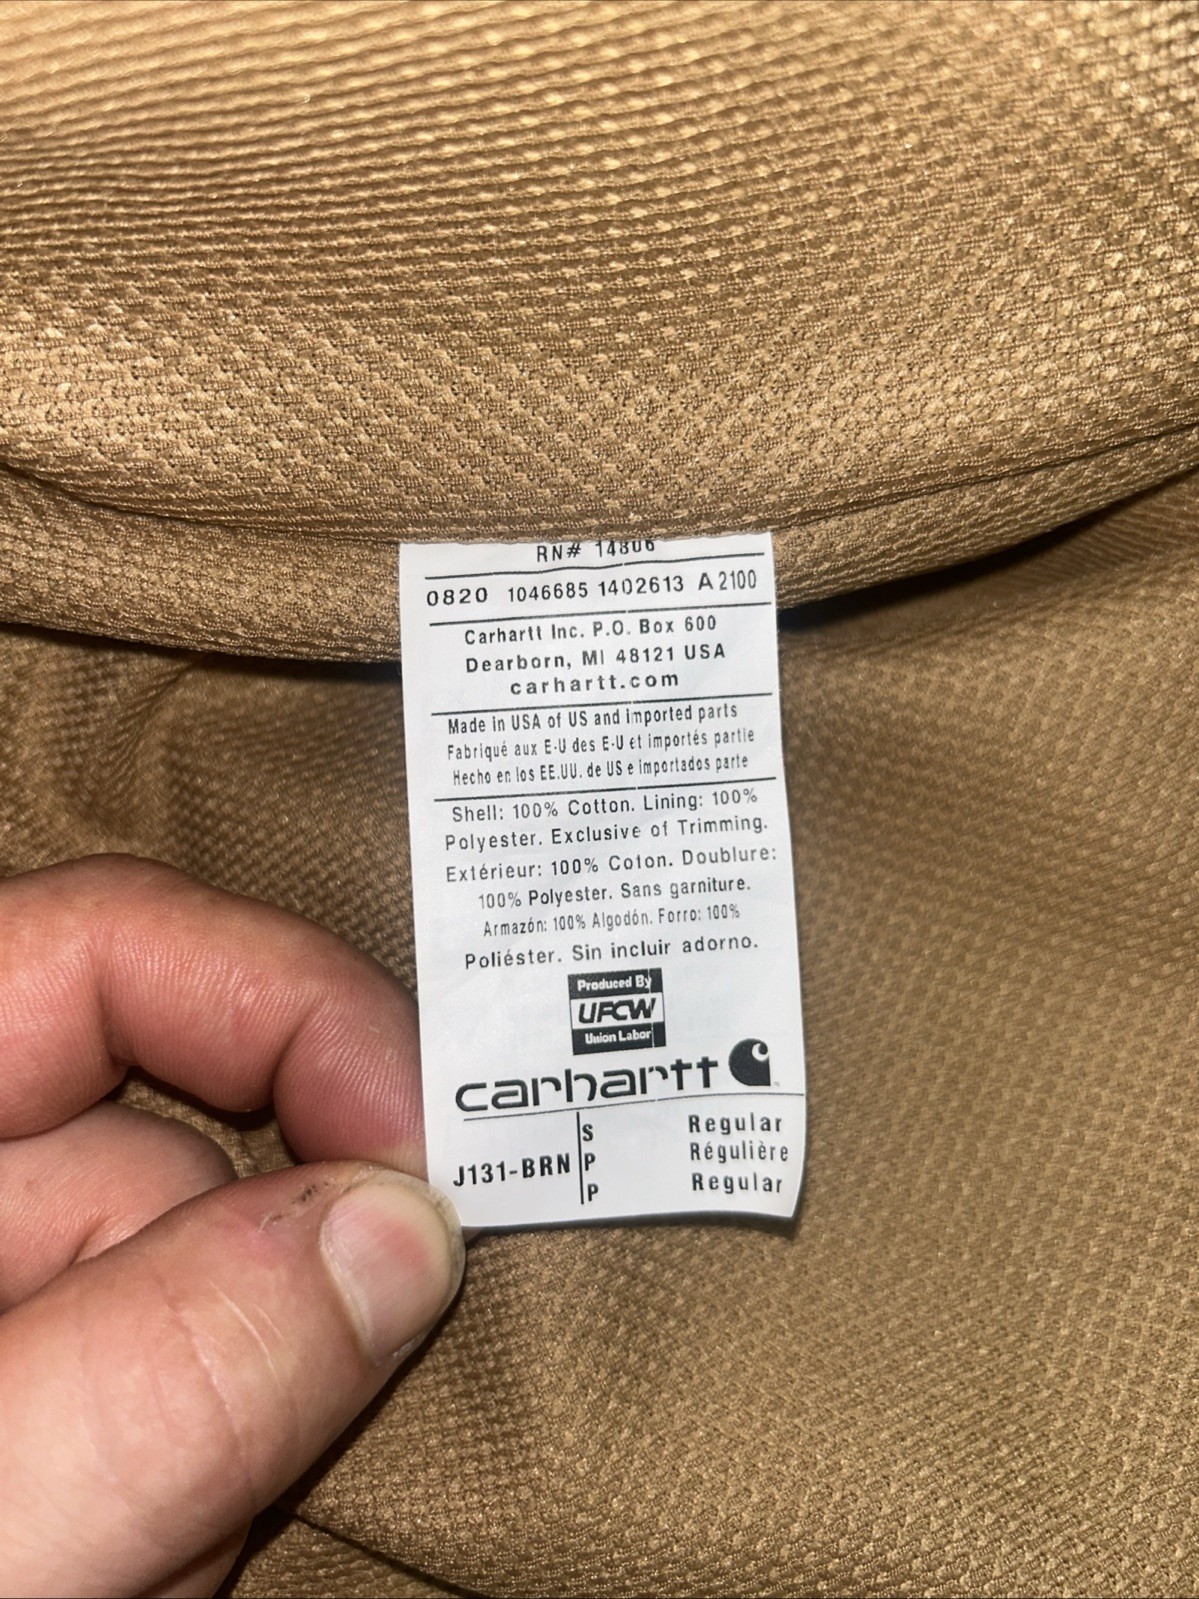 RN# 14806
0820 1046685 1402613 A 2100
Carhartt Inc. P.O. Box 600
Dearborn, MI 48121 USA
carhartt.com
Made in USA of US and imported parts
Fabriqué aux E-U des E-U et importés partie
Hecho en los EE.UU. de US e importados parte
Shell: 100% Cotton. Lining: 100%
Polyester. Exclusive of Trimming.
Extérieur: 100% Coton. Doublure:
100% Polyester. Sans garniture.
Armazón: 100% Algodón. Forro: 100%
Poliéster. Sin incluir adorno.
Produced By
UFCW
Union Labor
carhartt
S Regular
J131-BRN P Régulière
P Regular